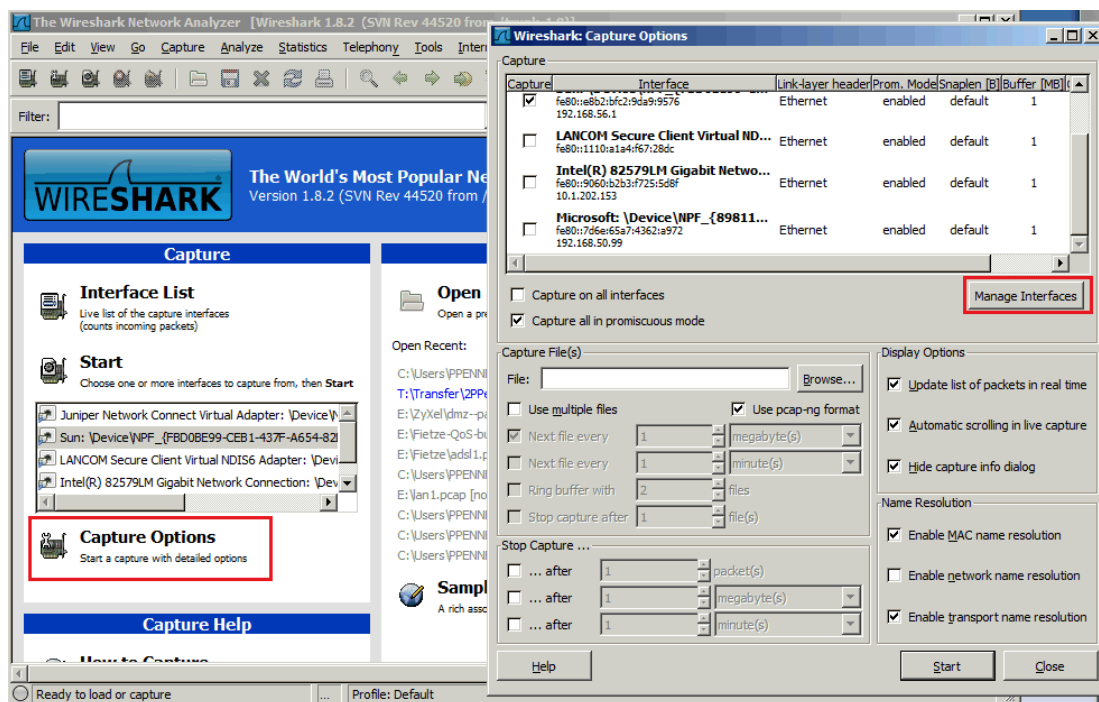 The Wireshark Network Analyzer [Wireshark 1.8.2 (SVN Rev 44520 from /trunk-1.8)]
File Edit View Go Capture Analyze Statistics Telephony Tools Intern
Filter:
WIRESHARK
The World's Most Popular Ne
Version 1.8.2 (SVN Rev 44520 from /
Capture
Interface List
Live list of the capture interfaces
(counts incoming packets)
Start
Choose one or more interfaces to capture from, then Start
Juniper Network Connect Virtual Adapter: \Device\N
Sun: \Device\NPF_{FBD0BE99-CEB1-437F-A654-82
LANCOM Secure Client Virtual NDIS6 Adapter: \Devi
Intel(R) 82579LM Gigabit Network Connection: \Dev
Capture Options
Start a capture with detailed options
Capture Help
How to Capture
Open
Open a pre
Open Recent:
C:\Users\PPENN
T:\Transfer\2PPe
E:\ZyXel\dmz--pa
E:\Fietze-QoS-bu
E:\Fietze\adsl1.p
C:\Users\PPENN
E:\lan1.pcap [no
C:\Users\PPENN
C:\Users\PPENN
C:\Users\PPENN
Sampl
A rich asso
Ready to load or capture ... Profile: Default
Wireshark: Capture Options
Capture
Capture Interface Link-layer header Prom. Mode Snaplen [B] Buffer [MB]
fe80::e8b2:bfc2:9da9:9576 Ethernet enabled default 1
192.168.56.1
LANCOM Secure Client Virtual ND...
fe80::1110:a1a4:f67:28dc Ethernet enabled default 1
Intel(R) 82579LM Gigabit Netwo...
fe80::9060:b2b3:f725:5d8f Ethernet enabled default 1
10.1.202.153
Microsoft: \Device\NPF_{89811...
fe80::7d6e:65a7:4362:a972 Ethernet enabled default 1
192.168.50.99
Capture on all interfaces
Manage Interfaces
Capture all in promiscuous mode
Capture File(s)
File: Browse...
Use multiple files Use pcap-ng format
Next file every 1 megabyte(s)
Next file every 1 minute(s)
Ring buffer with 2 files
Stop capture after 1 file(s)
Stop Capture ...
... after 1 packet(s)
... after 1 megabyte(s)
... after 1 minute(s)
Display Options
Update list of packets in real time
Automatic scrolling in live capture
Hide capture info dialog
Name Resolution
Enable MAC name resolution
Enable network name resolution
Enable transport name resolution
Help Start Close